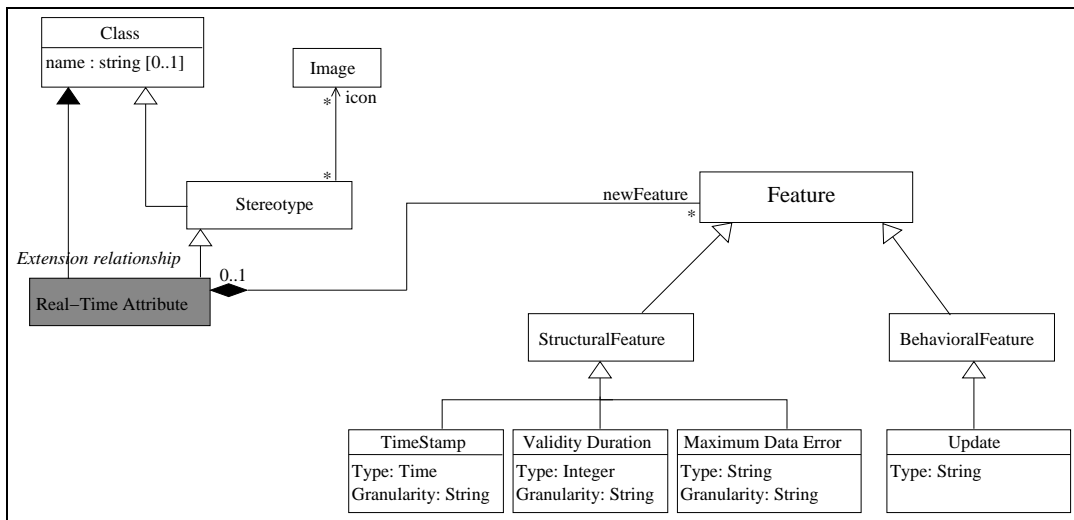 Class
name : string [0..1]
Image
icon
*
*
Stereotype
newFeature
*
Feature
Extension relationship
0..1
Real-Time Attribute
StructuralFeature
BehavioralFeature
TimeStamp
Type: Time
Granularity: String
Validity Duration
Type: Integer
Granularity: String
Maximum Data Error
Type: String
Granularity: String
Update
Type: String